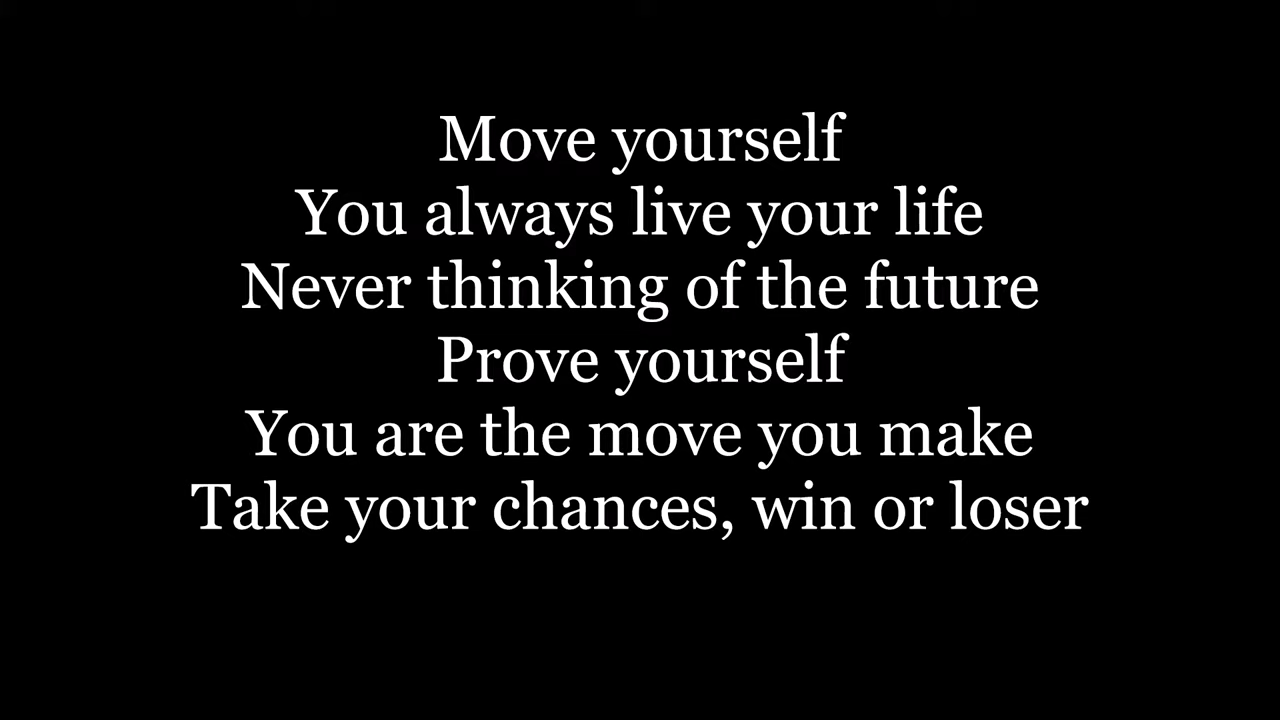 Move yourself
You always live your life
Never thinking of the future
Prove yourself
You are the move you make
Take your chances, win or loser